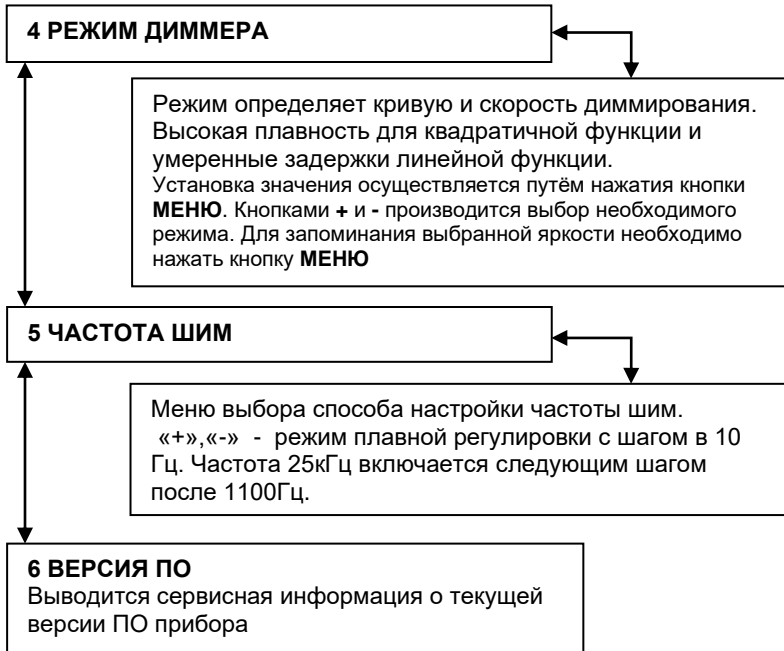 4 РЕЖИМ ДИММЕРА
Режим определяет кривую и скорость диммирования.
Высокая плавность для квадратичной функции и
умеренные задержки линейной функции.
Установка значения осуществляется путём нажатия кнопки
МЕНЮ. Кнопками + и - производится выбор необходимого
режима. Для запоминания выбранной яркости необходимо
нажать кнопку МЕНЮ
5 ЧАСТОТА ШИМ
Меню выбора способа настройки частоты шим.
«+»,«-» - режим плавной регулировки с шагом в 10
Гц. Частота 25кГц включается следующим шагом
после 1100Гц.
6 ВЕРСИЯ ПО
Выводится сервисная информация о текущей
версии ПО прибора